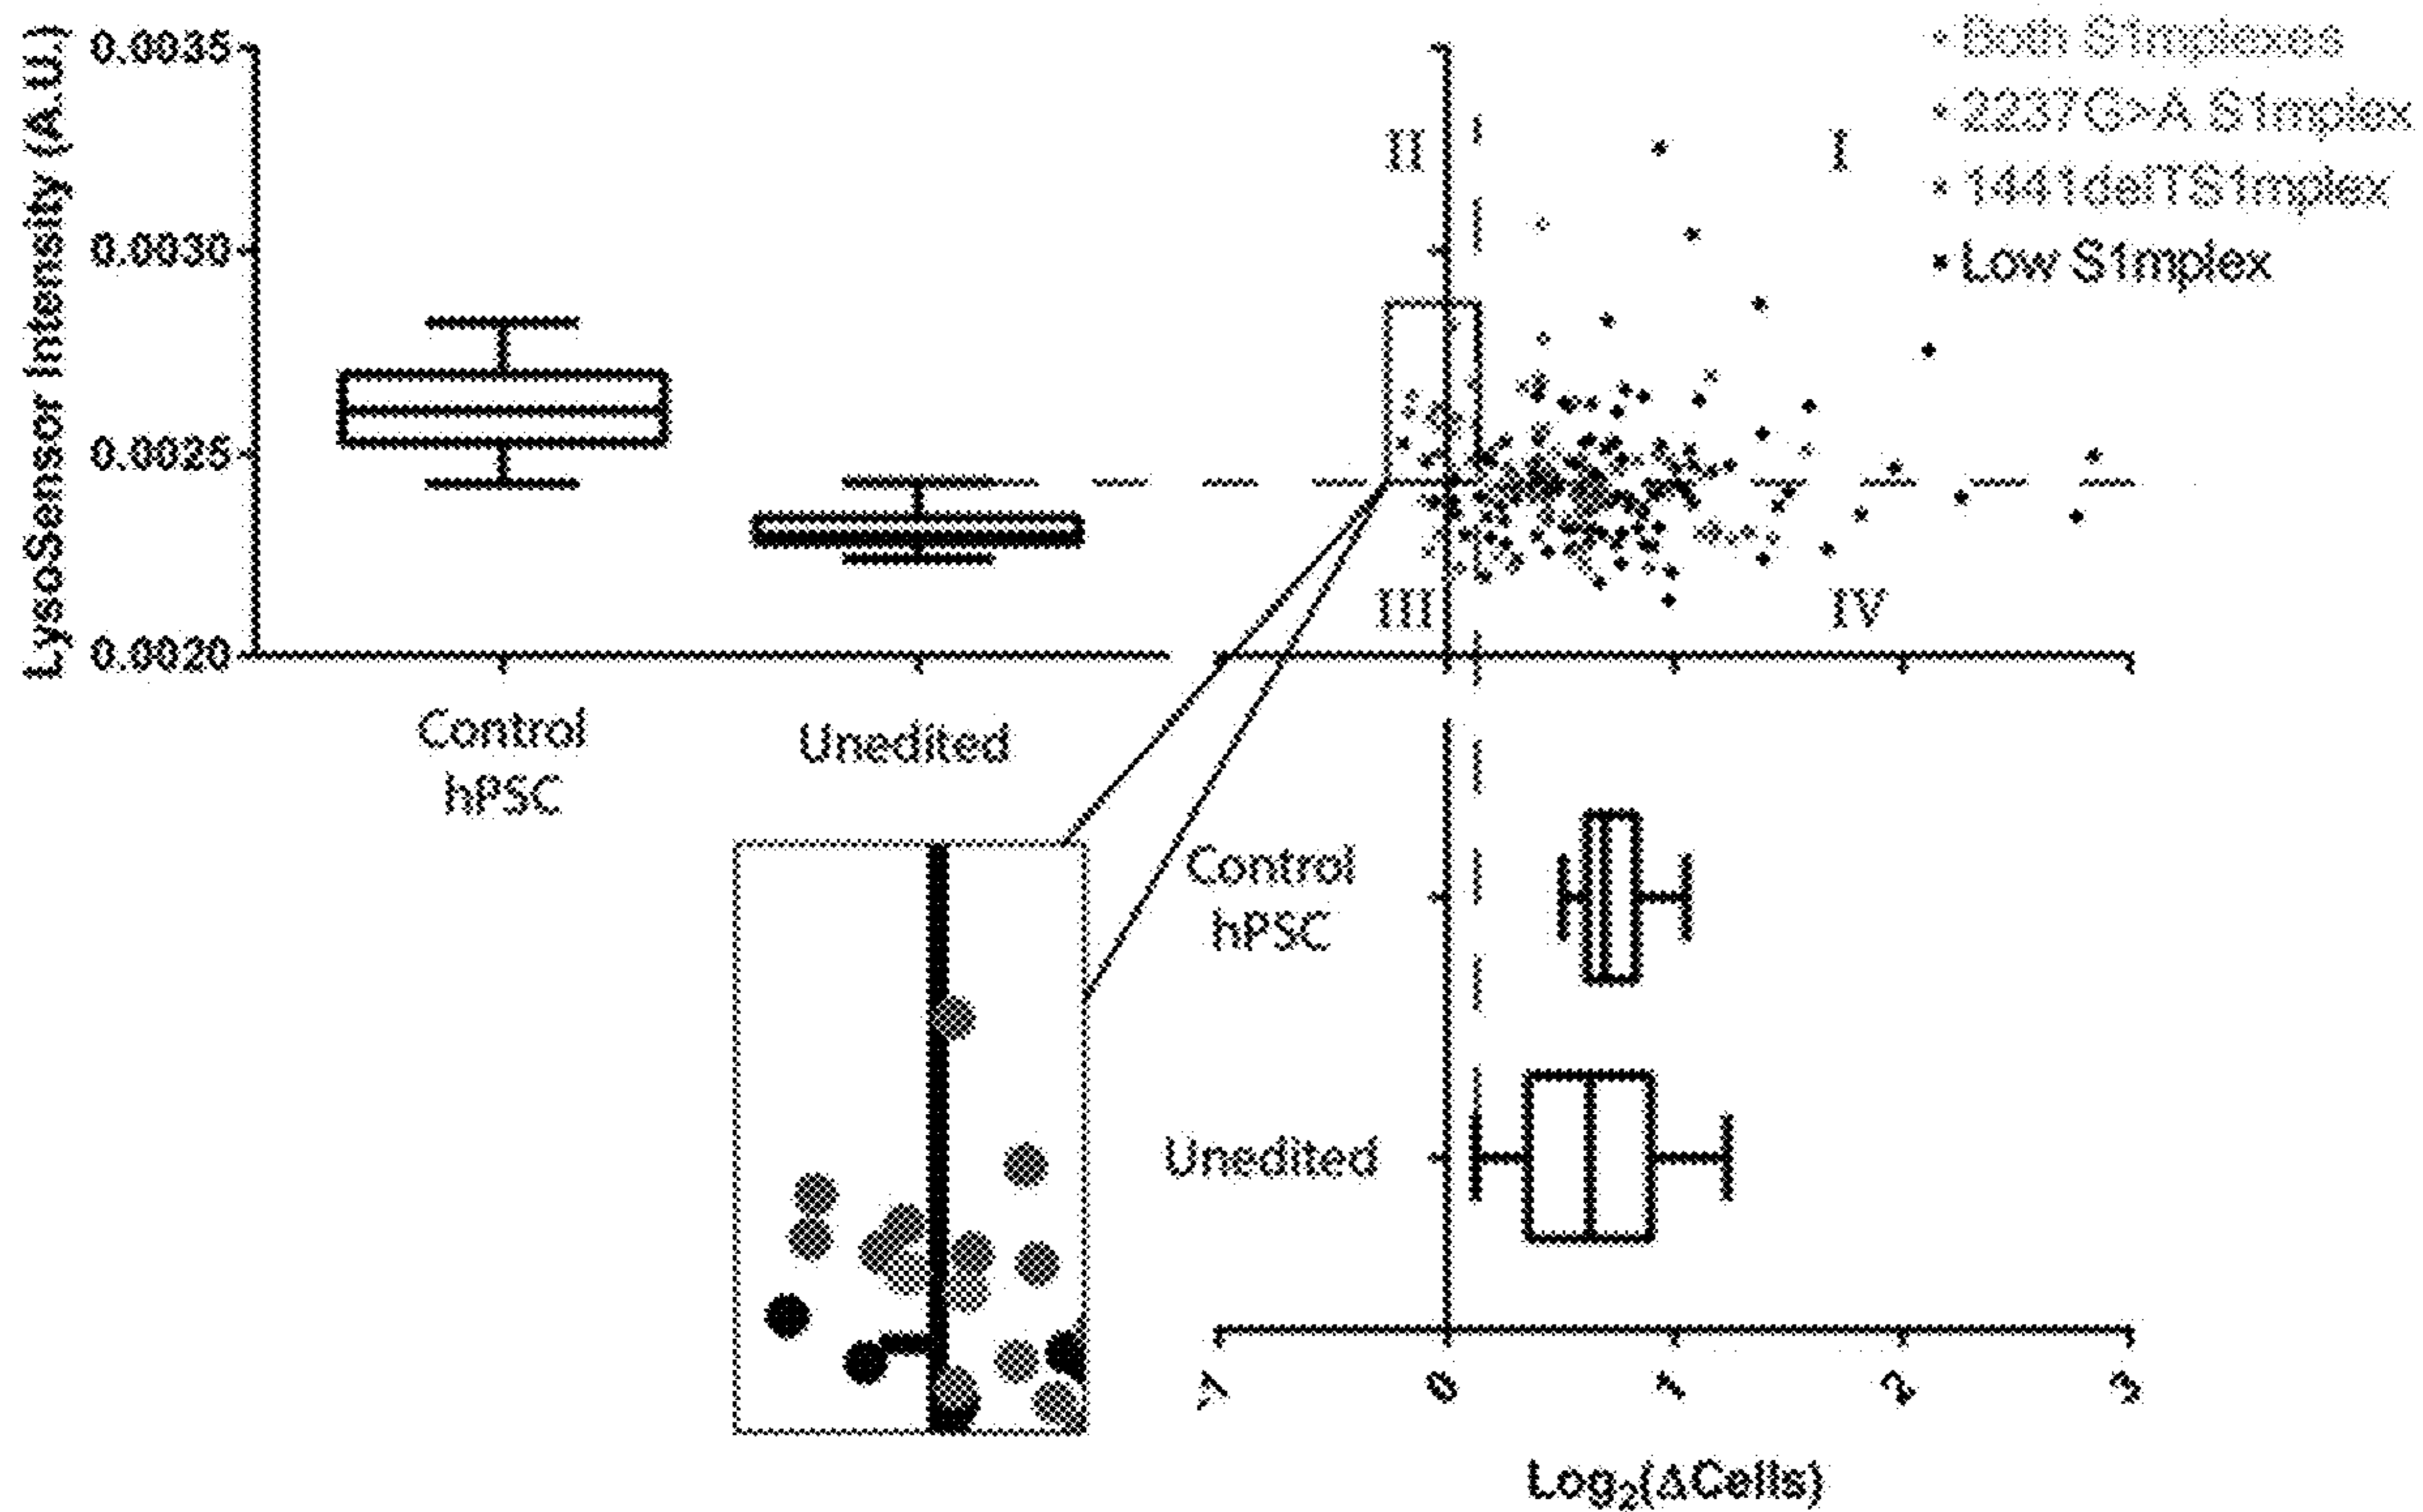 LysoSensor Intensity (A.U.)
0.0035
0.0030
0.0025
0.0020
Control
hPSC
Unedited
II
I
III
IV
Both S1mplexes
2237G>A S1mplex
1441delTS1mplex
Low S1mplex
Control
hPSC
Unedited
-1
0
1
2
3
Log₂(ΔCells)